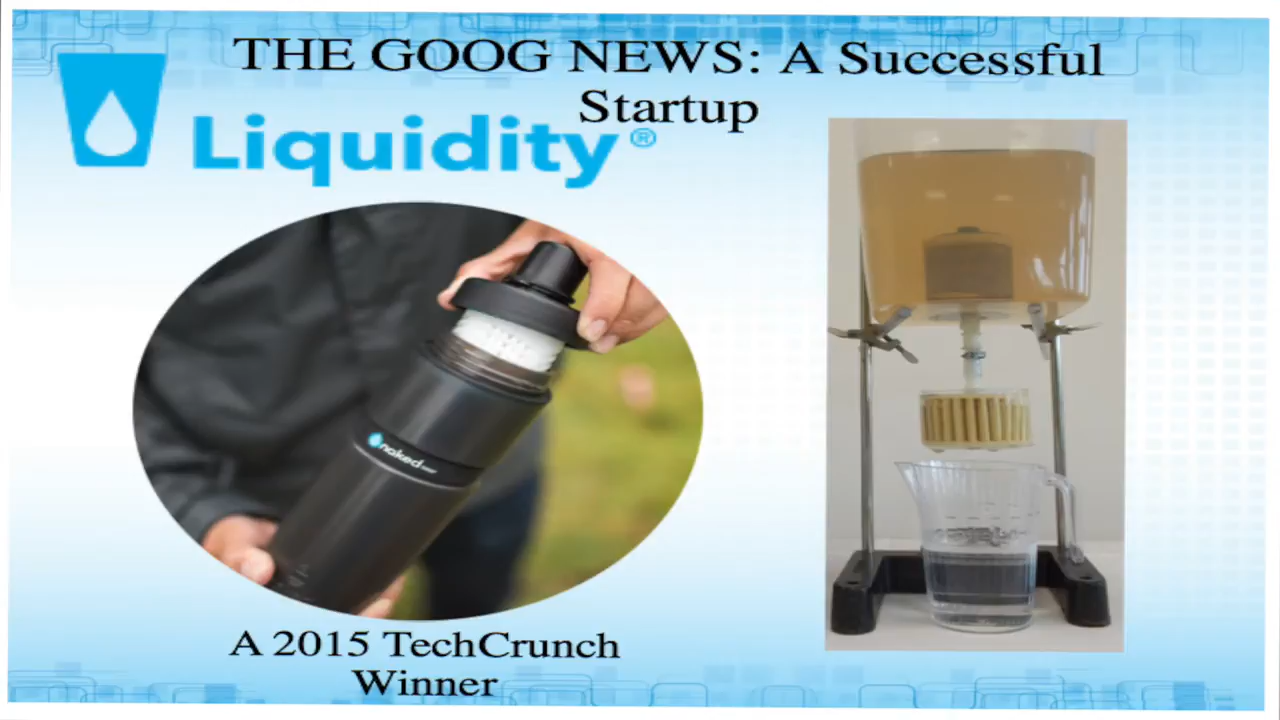 THE GOOG NEWS: A Successful
Startup
Liquidity®
naked
A 2015 TechCrunch
Winner